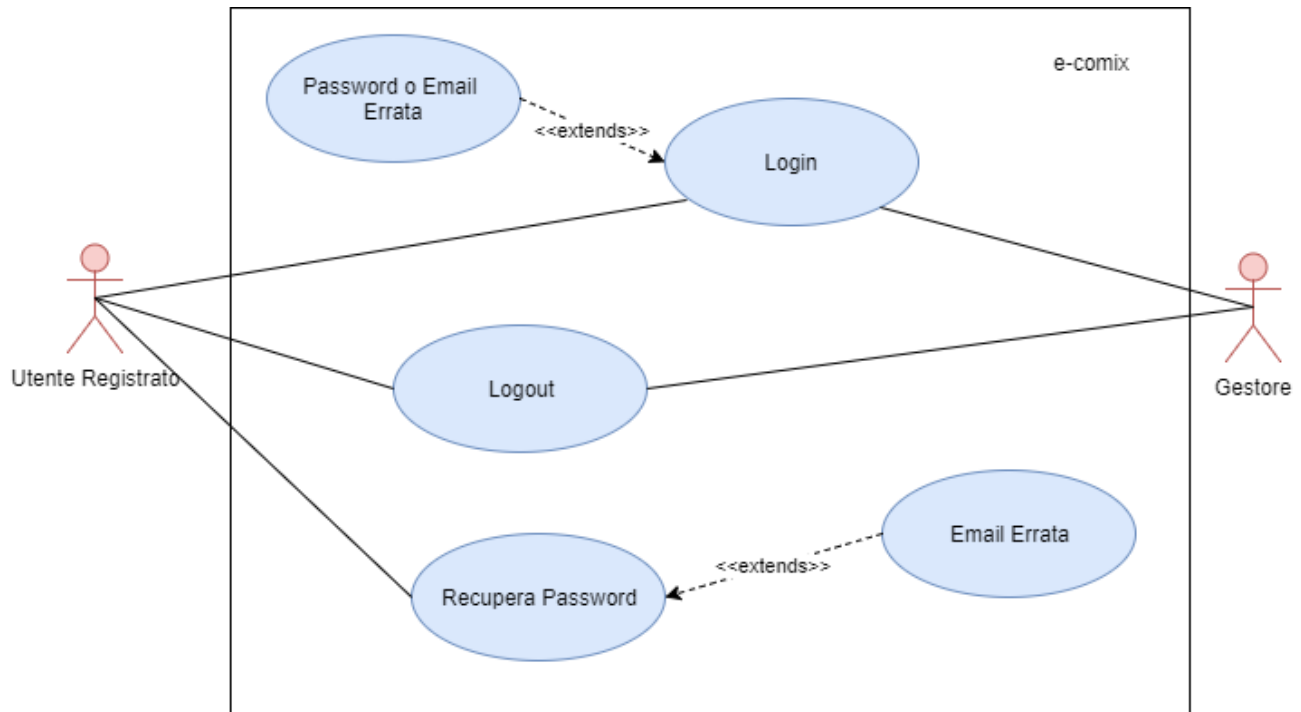 Password o Email
Errata
e-comix
<<extends>>
Login
Utente Registrato
Logout
Gestore
Email Errata
<<extends>>
Recupera Password